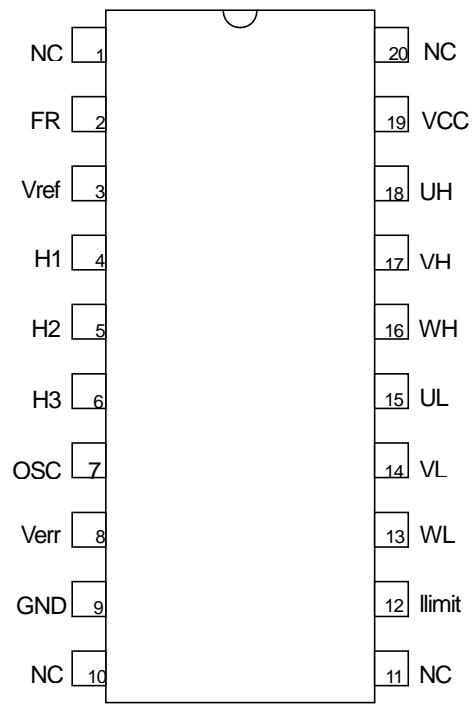 NC 1 20 NC
FR 2 19 VCC
Vref 3 18 UH
H1 4 17 VH
H2 5 16 WH
H3 6 15 UL
OSC 7 14 VL
Verr 8 13 WL
GND 9 12 Ilimit
NC 10 11 NC